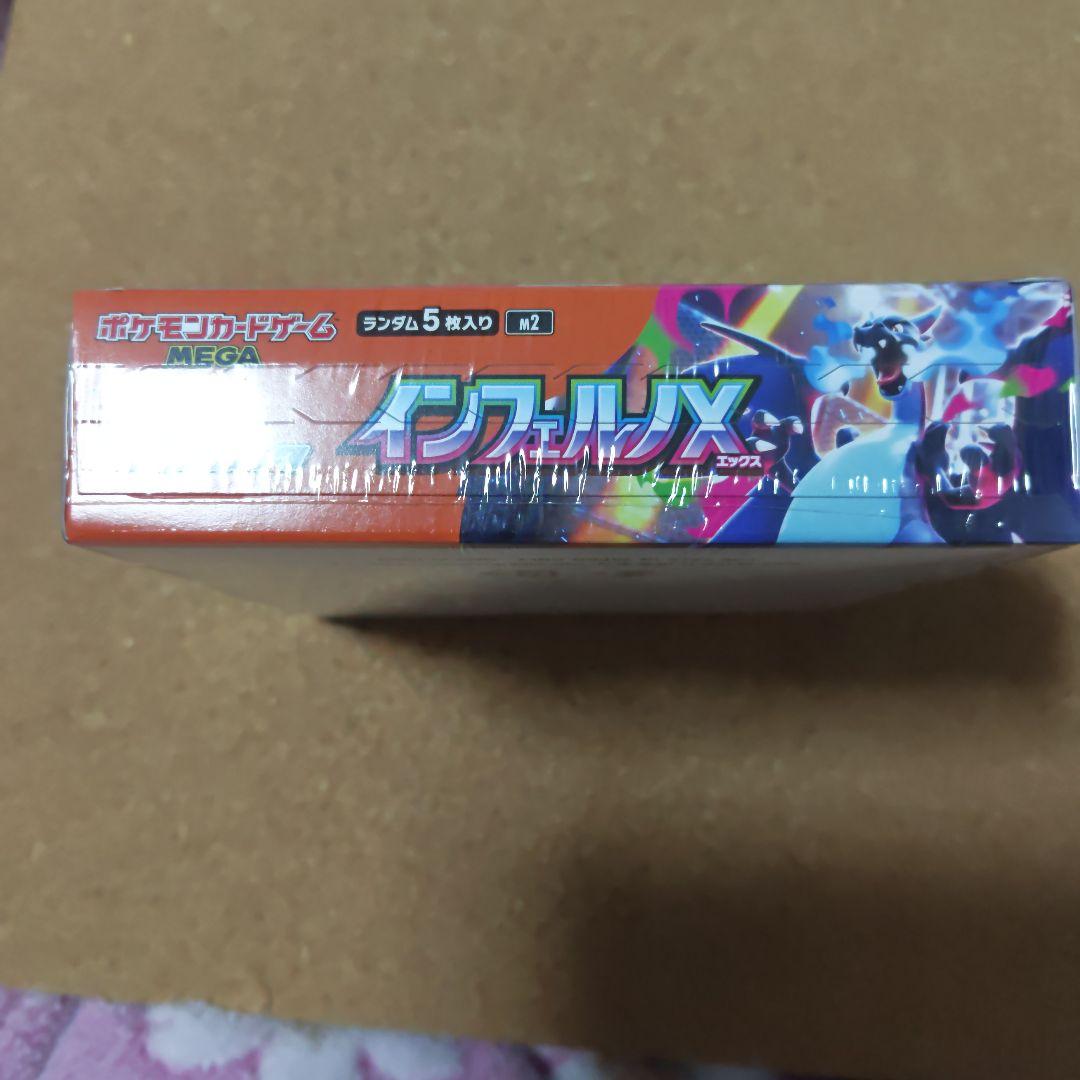 ポケモンカードゲーム
MEGA
ランダム5枚入り M2
インフェルノX
エックス